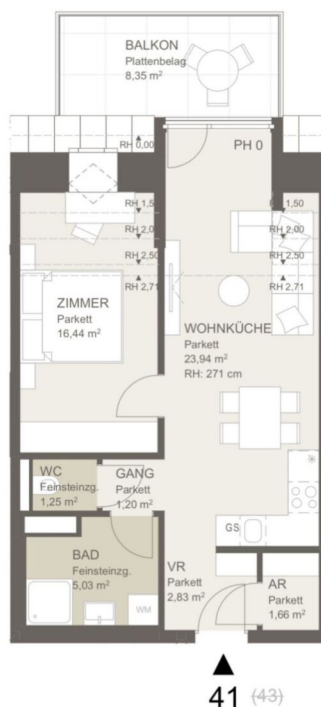 BALKON
Plattenbelag
8,35 m²
RH 0,00
PH 0
RH 1,5
RH 2,0
RH 2,50
RH 2,71
RH 1,50
RH 2,00
RH 2,50
RH 2,71
ZIMMER
Parkett
16,44 m²
WOHNKÜCHE
Parkett
23,94 m²
RH: 271 cm
WC
Feinsteinzg.
1,25 m²
GANG
Parkett
1,20 m²
GS
BAD
Feinsteinzg.
5,03 m²
WM
VR
Parkett
2,83 m²
AR
Parkett
1,66 m²
41 (43)